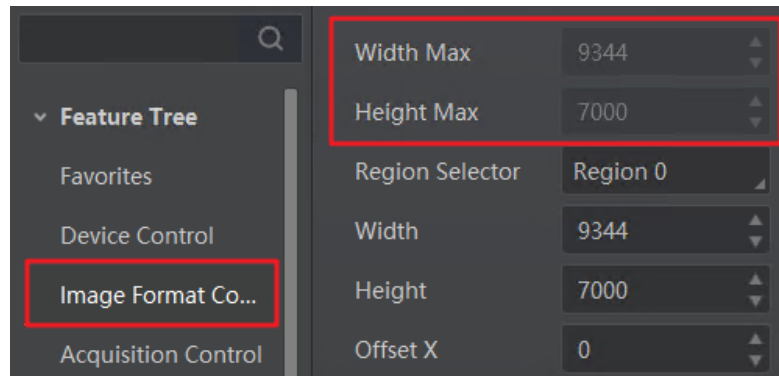 Feature Tree
Favorites
Device Control
Image Format Co...
Acquisition Control
Width Max 9344
Height Max 7000
Region Selector Region 0
Width 9344
Height 7000
Offset X 0